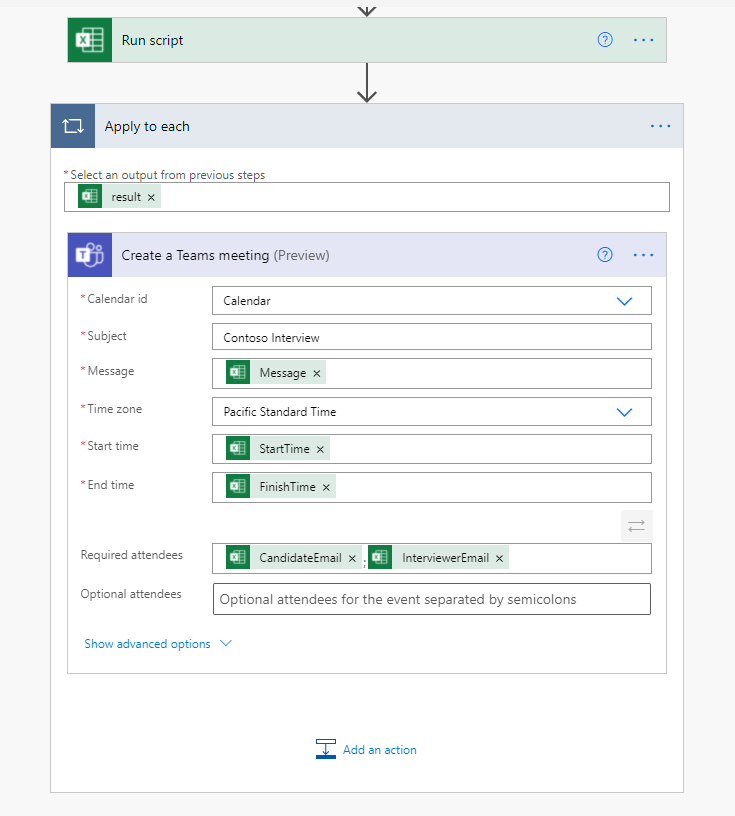 Run script
Apply to each
* Select an output from previous steps
result ×
Create a Teams meeting (Preview)
* Calendar id Calendar
* Subject Contoso Interview
* Message Message ×
* Time zone Pacific Standard Time
* Start time StartTime ×
* End time FinishTime ×
Required attendees CandidateEmail × ; InterviewerEmail ×
Optional attendees Optional attendees for the event separated by semicolons
Show advanced options
Add an action